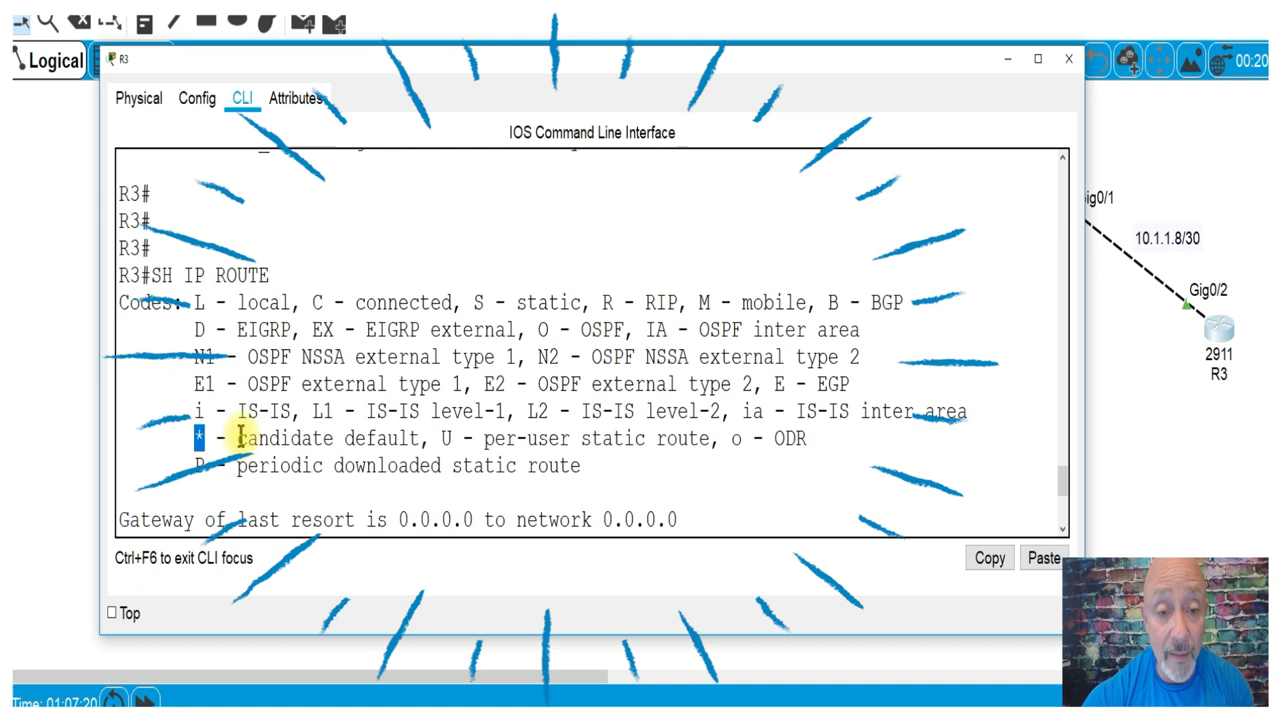 Logical
00:20
R3
Physical Config CLI Attributes
IOS Command Line Interface
R3#
R3#
R3#
R3#SH IP ROUTE
Codes: L - local, C - connected, S - static, R - RIP, M - mobile, B - BGP
D - EIGRP, EX - EIGRP external, O - OSPF, IA - OSPF inter area
N1 - OSPF NSSA external type 1, N2 - OSPF NSSA external type 2
E1 - OSPF external type 1, E2 - OSPF external type 2, E - EGP
i - IS-IS, L1 - IS-IS level-1, L2 - IS-IS level-2, ia - IS-IS inter area
* - candidate default, U - per-user static route, o - ODR
P - periodic downloaded static route
Gateway of last resort is 0.0.0.0 to network 0.0.0.0
Ctrl+F6 to exit CLI focus
Copy Paste
Top
ig0/1
10.1.1.8/30
Gig0/2
2911
R3
Time: 01:07:20